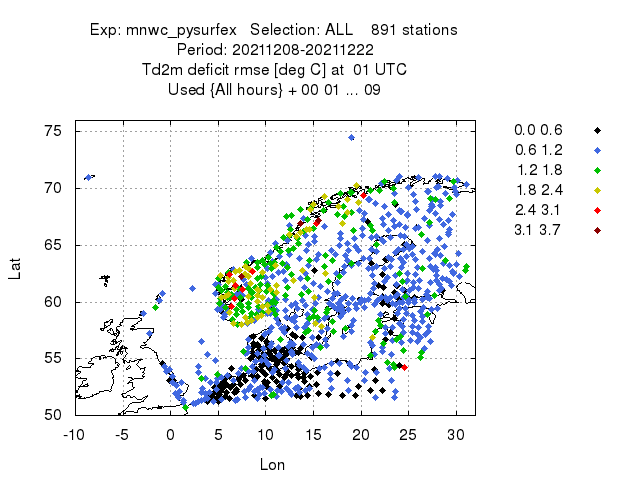 Exp: mnwc_pysurfex   Selection: ALL    891 stations
Period: 20211208-20211222
Td2m deficit rmse [deg C] at  01 UTC
Used {All hours} + 00 01 ... 09
0.0 0.6
0.6 1.2
1.2 1.8
1.8 2.4
2.4 3.1
3.1 3.7
75
70
65
60
55
50
Lat
-10 -5 0 5 10 15 20 25 30
Lon